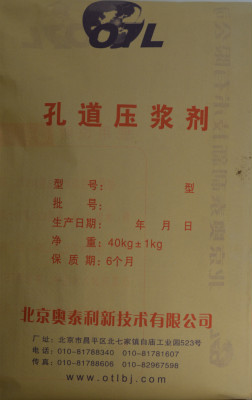 OTL
孔道压浆剂
型 号: 型
批 号:
生产日期: 年 月 日
净 重: 40kg±1kg
保 质 期: 6个月
北京奥泰利新技术有限公司
厂 址: 北京市昌平区北七家镇白庙工业园523号
电 话: 010-81788340 010-81781607
传 真: 010-81788606 010-82967598
www.otlbj.com